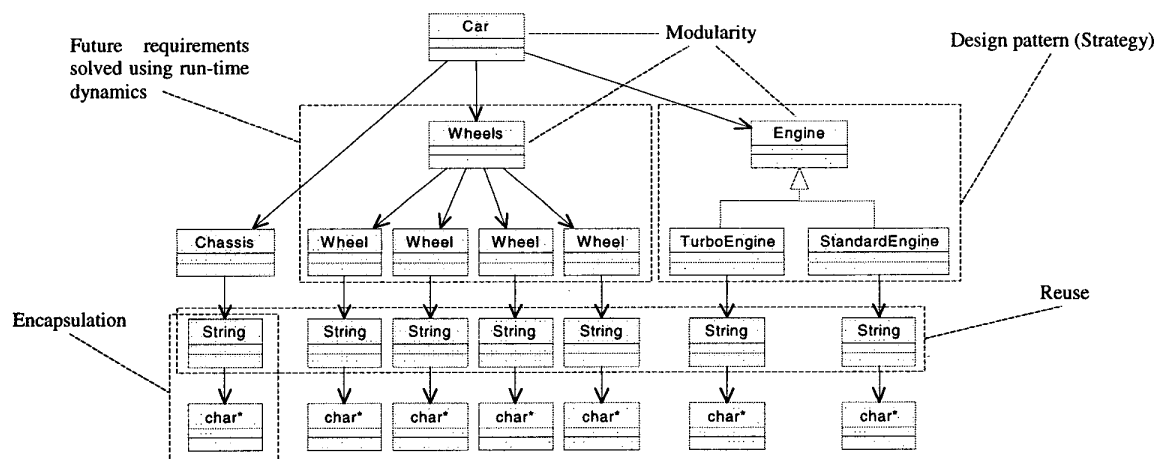 Car
Future requirements
solved using run-time
dynamics
Modularity
Design pattern (Strategy)
Wheels
Engine
Chassis
Wheel
Wheel
Wheel
Wheel
TurboEngine
StandardEngine
Encapsulation
Reuse
String
String
String
String
String
String
String
char*
char*
char*
char*
char*
char*
char*